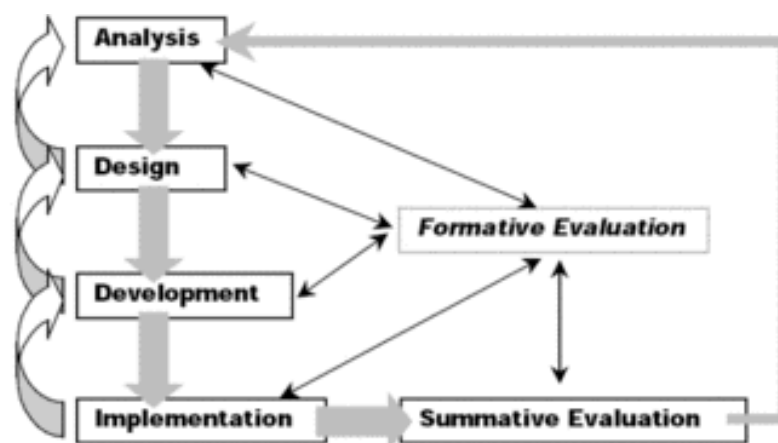 Analysis
Design
Formative Evaluation
Development
Implementation
Summative Evaluation